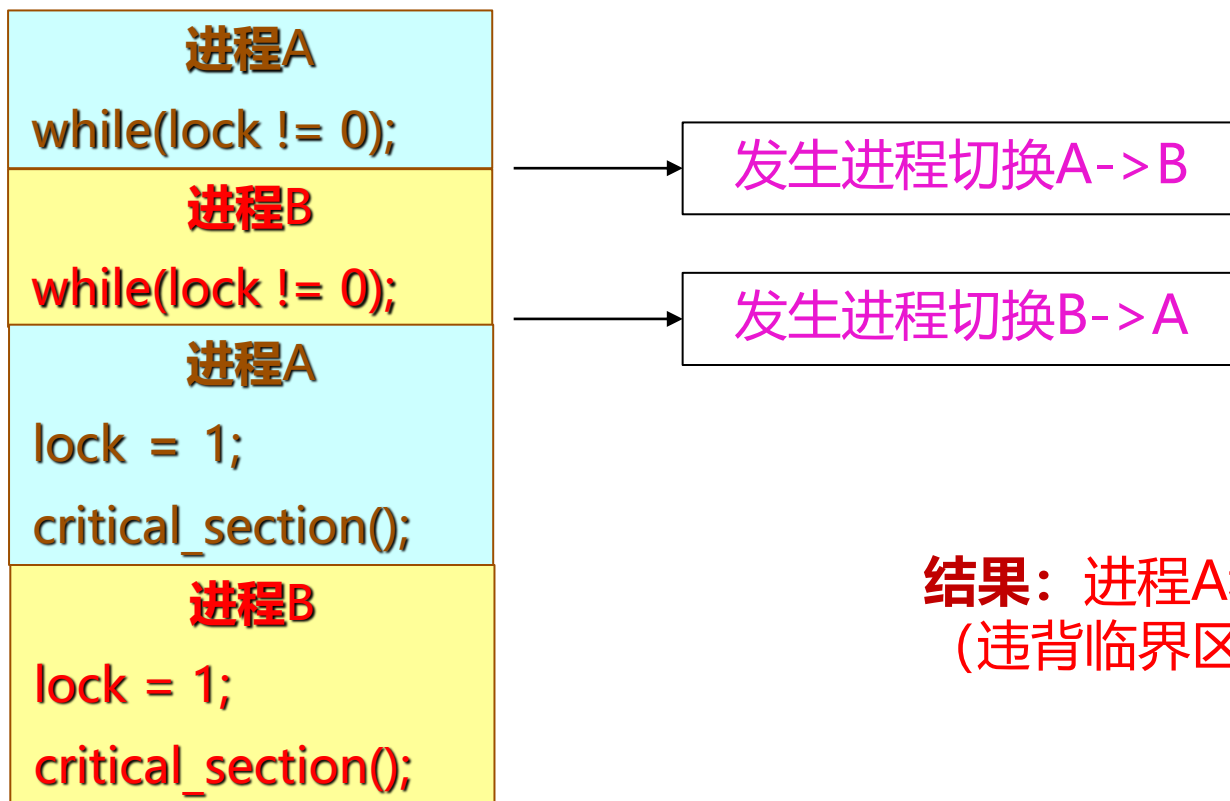 进程A
while(lock != 0);
进程B
while(lock != 0);
进程A
lock = 1;
critical_section();
进程B
lock = 1;
critical_section();
发生进程切换A->B
发生进程切换B->A
结果：进程A
（违背临界区